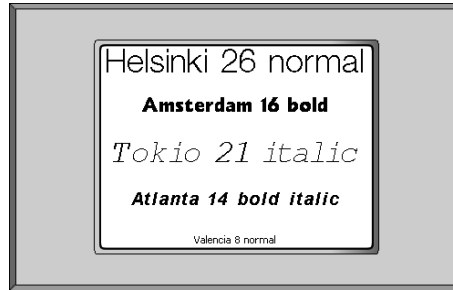 Helsinki 26 normal
Amsterdam 16 bold
Tokio 21 italic
Atlanta 14 bold italic
Valencia 8 normal